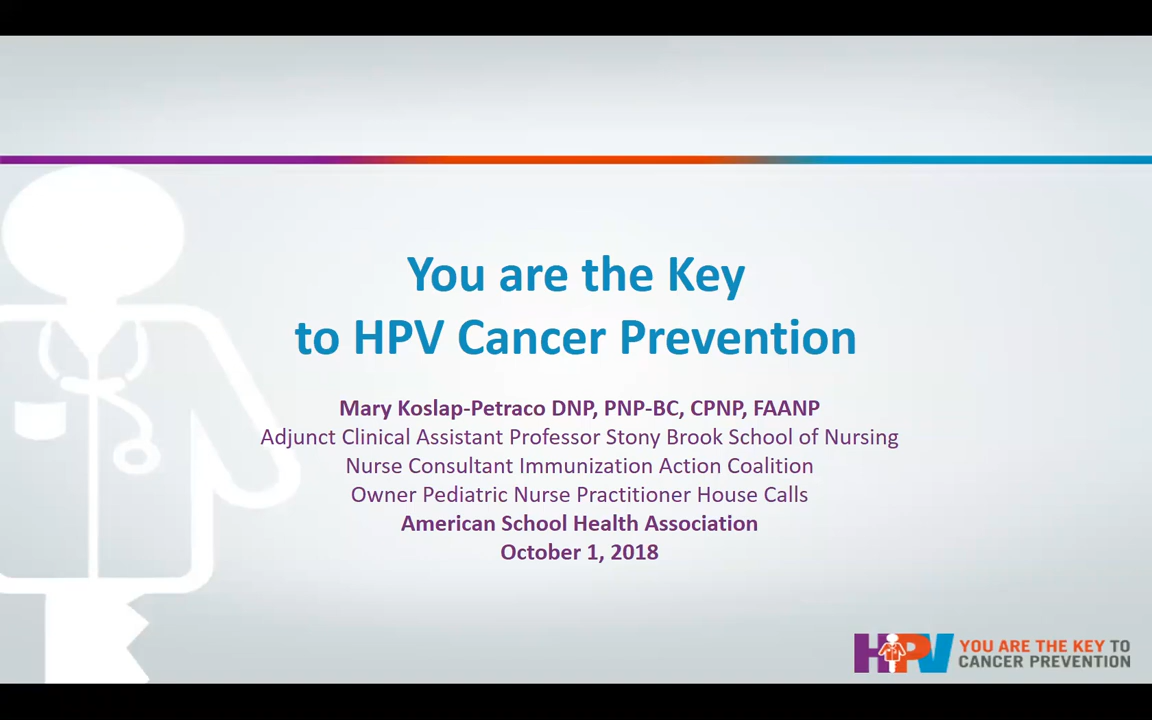 You are the Key
to HPV Cancer Prevention
Mary Koslap-Petraco DNP, PNP-BC, CPNP, FAANP
Adjunct Clinical Assistant Professor Stony Brook School of Nursing
Nurse Consultant Immunization Action Coalition
Owner Pediatric Nurse Practitioner House Calls
American School Health Association
October 1, 2018
HPV
YOU ARE THE KEY TO
CANCER PREVENTION